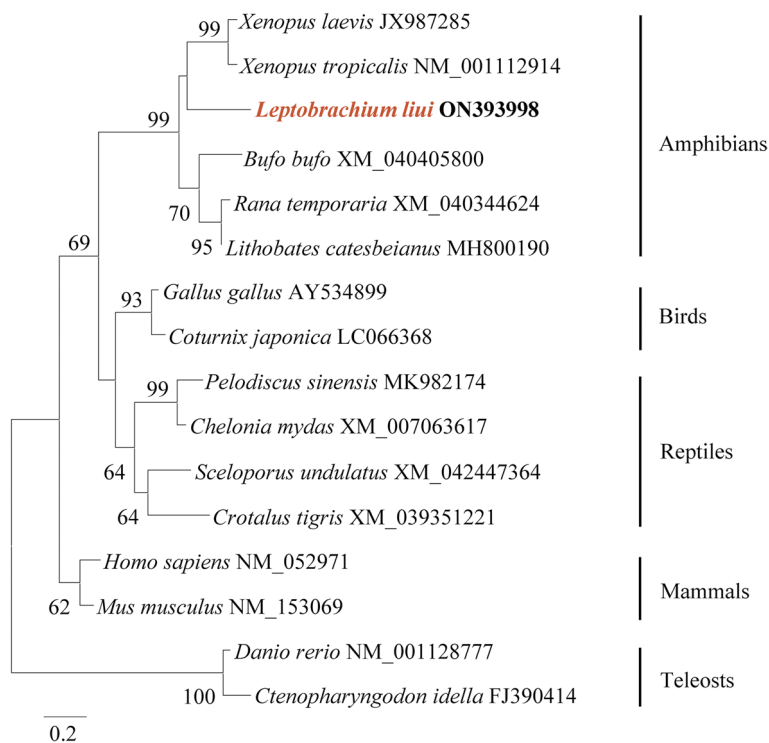 99
Xenopus laevis JX987285
Xenopus tropicalis NM_001112914
99
Leptobrachium liui ON393998
Amphibians
Bufo bufo XM_040405800
70
Rana temporaria XM_040344624
95
Lithobates catesbeianus MH800190
69
93
Gallus gallus AY534899
Birds
Coturnix japonica LC066368
99
Pelodiscus sinensis MK982174
Chelonia mydas XM_007063617
Reptiles
64
Sceloporus undulatus XM_042447364
64
Crotalus tigris XM_039351221
Homo sapiens NM_052971
Mammals
62
Mus musculus NM_153069
Danio rerio NM_001128777
Teleosts
100
Ctenopharyngodon idella FJ390414
0.2